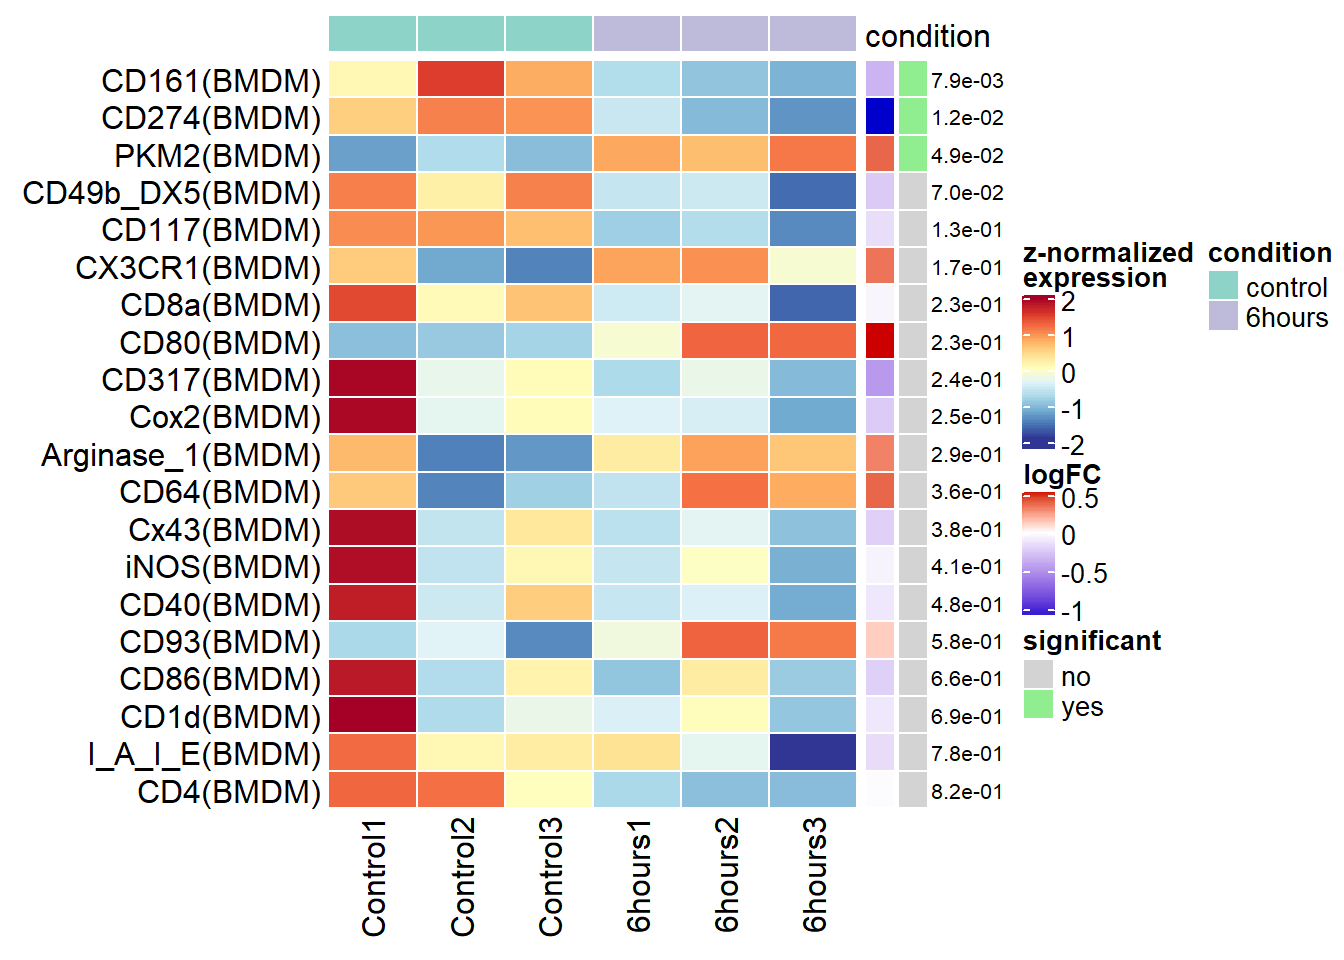 condition
CD161(BMDM) 7.9e-03
CD274(BMDM) 1.2e-02
PKM2(BMDM) 4.9e-02
CD49b_DX5(BMDM) 7.0e-02
CD117(BMDM) 1.3e-01
CX3CR1(BMDM) 1.7e-01
CD8a(BMDM) 2.3e-01
CD80(BMDM) 2.3e-01
CD317(BMDM) 2.4e-01
Cox2(BMDM) 2.5e-01
Arginase_1(BMDM) 2.9e-01
CD64(BMDM) 3.6e-01
Cx43(BMDM) 3.8e-01
iNOS(BMDM) 4.1e-01
CD40(BMDM) 4.8e-01
CD93(BMDM) 5.8e-01
CD86(BMDM) 6.6e-01
CD1d(BMDM) 6.9e-01
I_A_I_E(BMDM) 7.8e-01
CD4(BMDM) 8.2e-01
Control1
Control2
Control3
6hours1
6hours2
6hours3
z-normalized
expression
2
1
0
-1
-2
logFC
0.5
0
-0.5
-1
significant
no
yes
condition
control
6hours